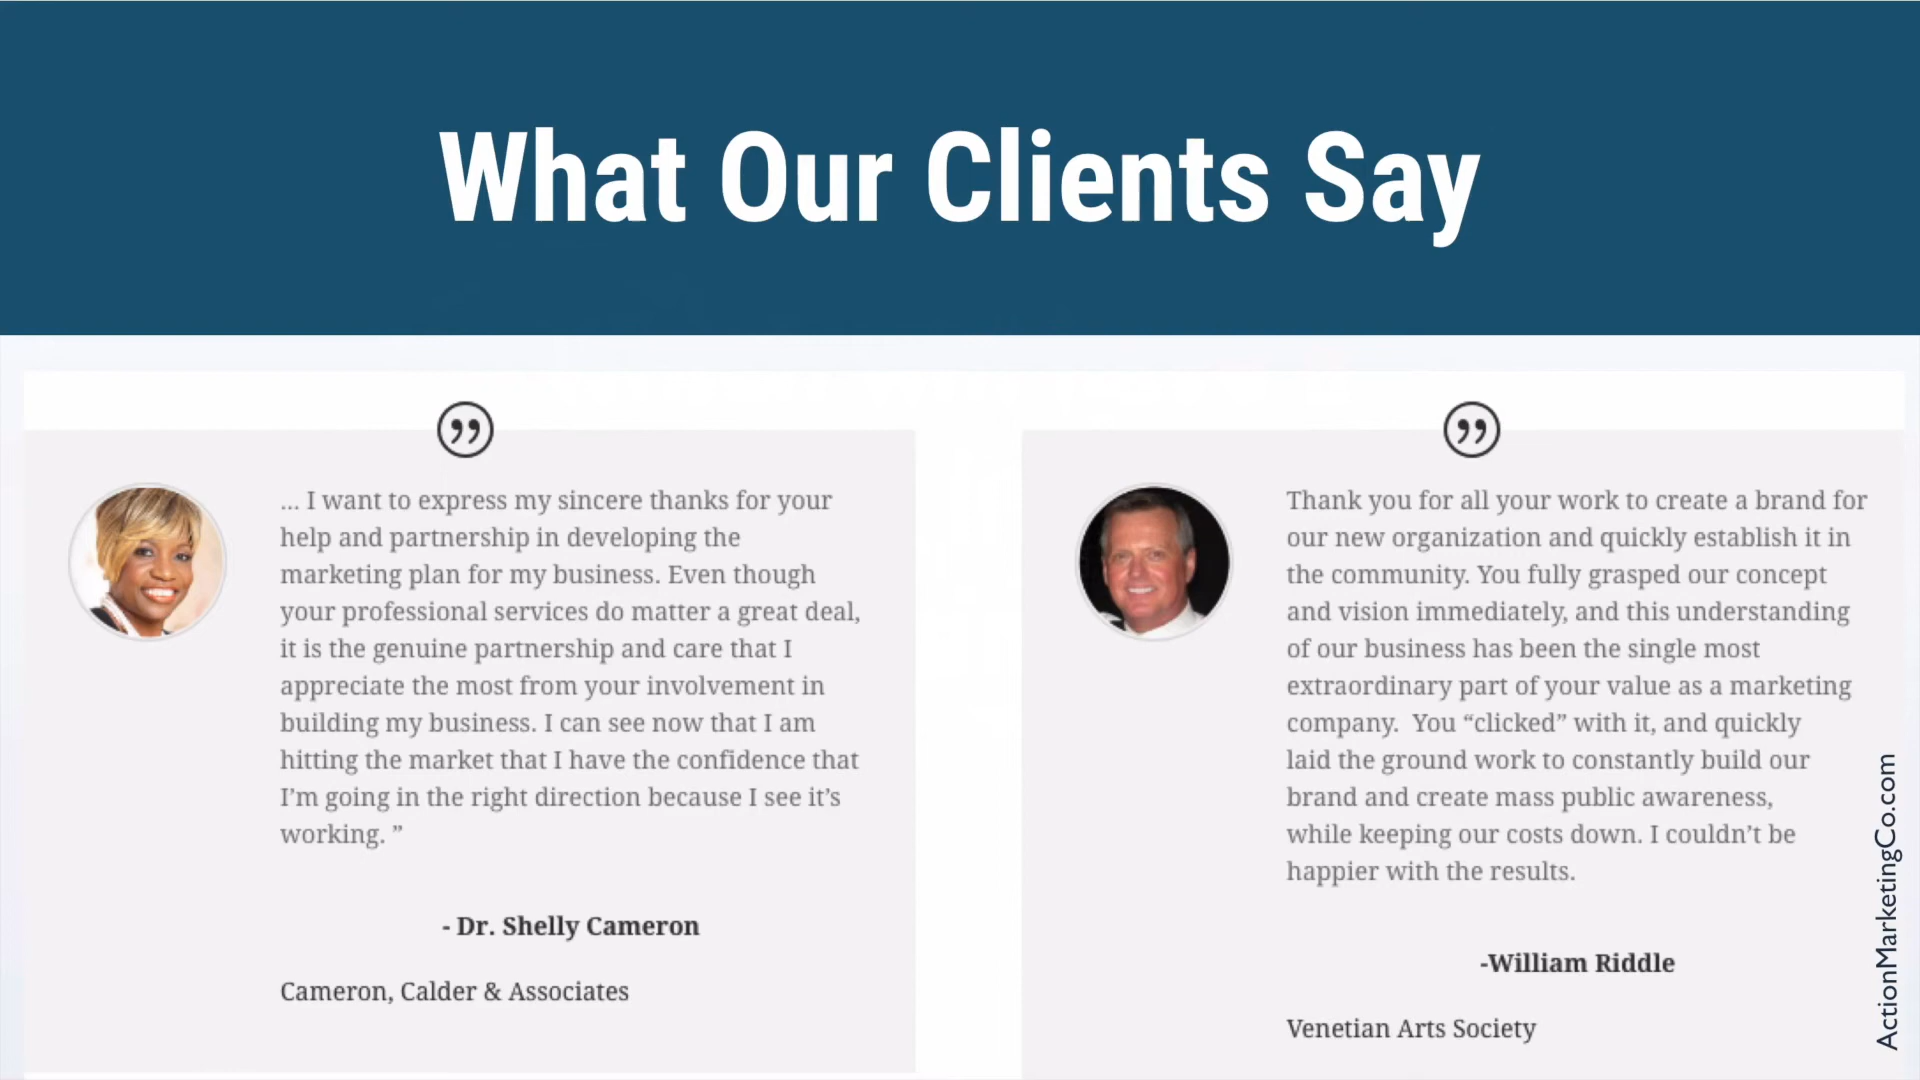 What Our Clients Say
... I want to express my sincere thanks for your
help and partnership in developing the
marketing plan for my business. Even though
your professional services do matter a great deal,
it is the genuine partnership and care that I
appreciate the most from your involvement in
building my business. I can see now that I am
hitting the market that I have the confidence that
I’m going in the right direction because I see it’s
working. ”
- Dr. Shelly Cameron
Cameron, Calder & Associates
Thank you for all your work to create a brand for
our new organization and quickly establish it in
the community. You fully grasped our concept
and vision immediately, and this understanding
of our business has been the single most
extraordinary part of your value as a marketing
company.  You “clicked” with it, and quickly
laid the ground work to constantly build our
brand and create mass public awareness,
while keeping our costs down. I couldn’t be
happier with the results.
-William Riddle
Venetian Arts Society
ActionMarketingCo.com